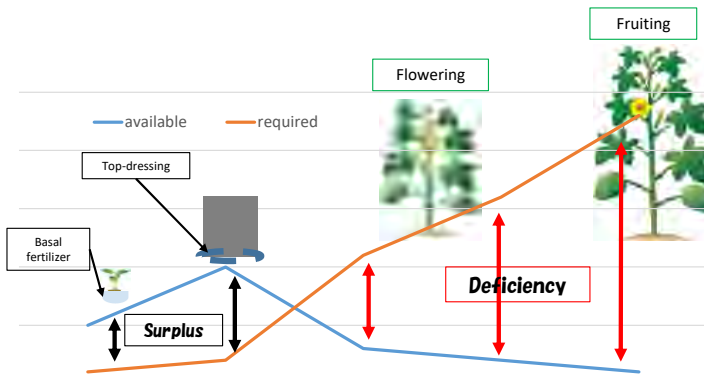 Fruiting
Flowering
available
required
Top-dressing
Basal
fertilizer
Deficiency
Surplus